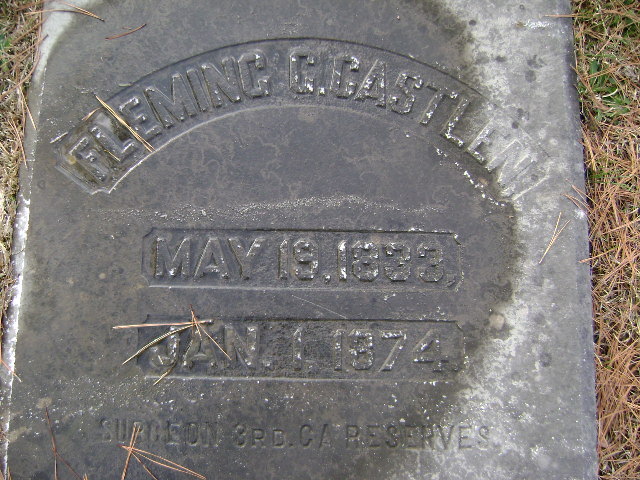 FLEMING G. CASTLEN
MAY 19, 1833,
JAN. 1, 1874.
SURGEON 3RD. GA RESERVES.